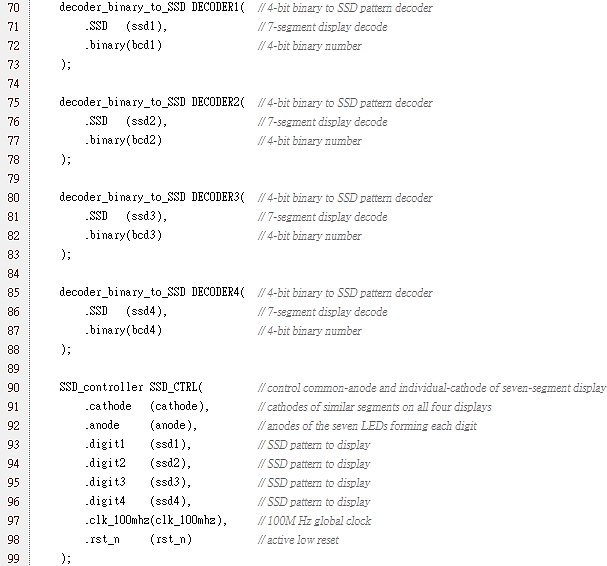 70 decoder_binary_to_SSD DECODER1( // 4-bit binary to SSD pattern decoder
71 .SSD (ssd1), // 7-segment display decode
72 .binary(bcd1) // 4-bit binary number
73 );
74
75 decoder_binary_to_SSD DECODER2( // 4-bit binary to SSD pattern decoder
76 .SSD (ssd2), // 7-segment display decode
77 .binary(bcd2) // 4-bit binary number
78 );
79
80 decoder_binary_to_SSD DECODER3( // 4-bit binary to SSD pattern decoder
81 .SSD (ssd3), // 7-segment display decode
82 .binary(bcd3) // 4-bit binary number
83 );
84
85 decoder_binary_to_SSD DECODER4( // 4-bit binary to SSD pattern decoder
86 .SSD (ssd4), // 7-segment display decode
87 .binary(bcd4) // 4-bit binary number
88 );
89
90 SSD_controller SSD_CTRL( // control common-anode and individual-cathode of seven-segment display
91 .cathode (cathode), // cathodes of similar segments on all four displays
92 .anode (anode), // anodes of the seven LEDs forming each digit
93 .digit1 (ssd1), // SSD pattern to display
94 .digit2 (ssd2), // SSD pattern to display
95 .digit3 (ssd3), // SSD pattern to display
96 .digit4 (ssd4), // SSD pattern to display
97 .clk_100mhz(clk_100mhz), // 100M Hz global clock
98 .rst_n (rst_n) // active low reset
99 );